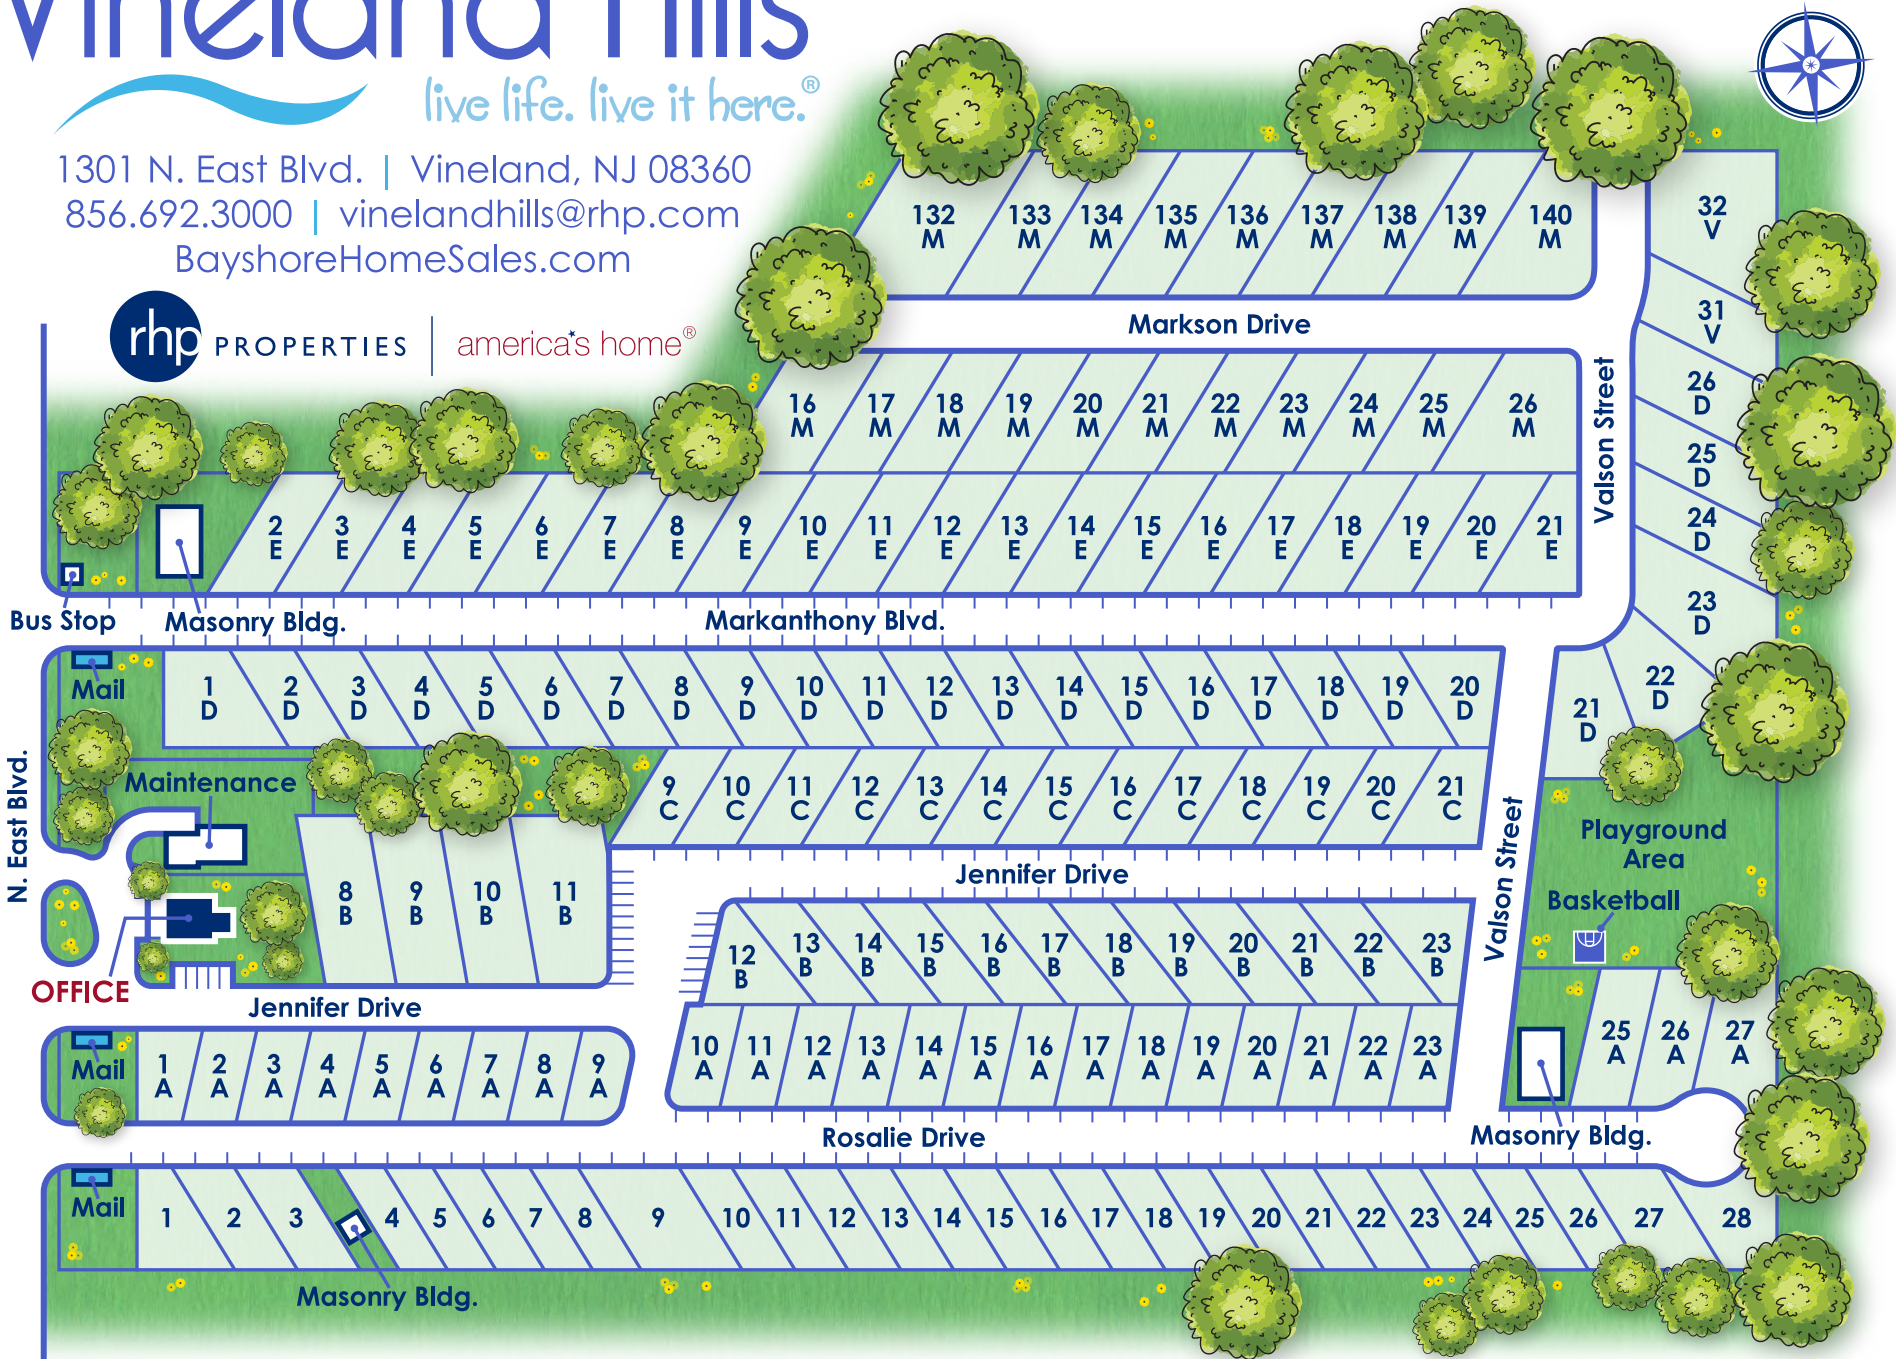 Vineland Hills
live life. live it here.®
1301 N. East Blvd. | Vineland, NJ 08360
856.692.3000 | vinelandhills@rhp.com
BayshoreHomeSales.com
rhp PROPERTIES | america's home®
132 M 133 M 134 M 135 M 136 M 137 M 138 M 139 M 140 M
32 V
31 V
Markson Drive
Valson Street
16 M 17 M 18 M 19 M 20 M 21 M 22 M 23 M 24 M 25 M 26 M
26 D
25 D
24 D
23 D
22 D
21 D
2 E 3 E 4 E 5 E 6 E 7 E 8 E 9 E 10 E 11 E 12 E 13 E 14 E 15 E 16 E 17 E 18 E 19 E 20 E 21 E
Bus Stop
Masonry Bldg.
Markanthony Blvd.
Mail
1 D 2 D 3 D 4 D 5 D 6 D 7 D 8 D 9 D 10 D 11 D 12 D 13 D 14 D 15 D 16 D 17 D 18 D 19 D 20 D
N. East Blvd.
Maintenance
9 C 10 C 11 C 12 C 13 C 14 C 15 C 16 C 17 C 18 C 19 C 20 C 21 C
Valson Street
Playground
Area
Basketball
Jennifer Drive
8 B 9 B 10 B 11 B
12 B 13 B 14 B 15 B 16 B 17 B 18 B 19 B 20 B 21 B 22 B 23 B
OFFICE
Jennifer Drive
Mail
1 A 2 A 3 A 4 A 5 A 6 A 7 A 8 A 9 A
10 A 11 A 12 A 13 A 14 A 15 A 16 A 17 A 18 A 19 A 20 A 21 A 22 A 23 A
25 A 26 A 27 A
Rosalie Drive
Masonry Bldg.
Mail
1 2 3 4 5 6 7 8 9 10 11 12 13 14 15 16 17 18 19 20 21 22 23 24 25 26 27 28
Masonry Bldg.